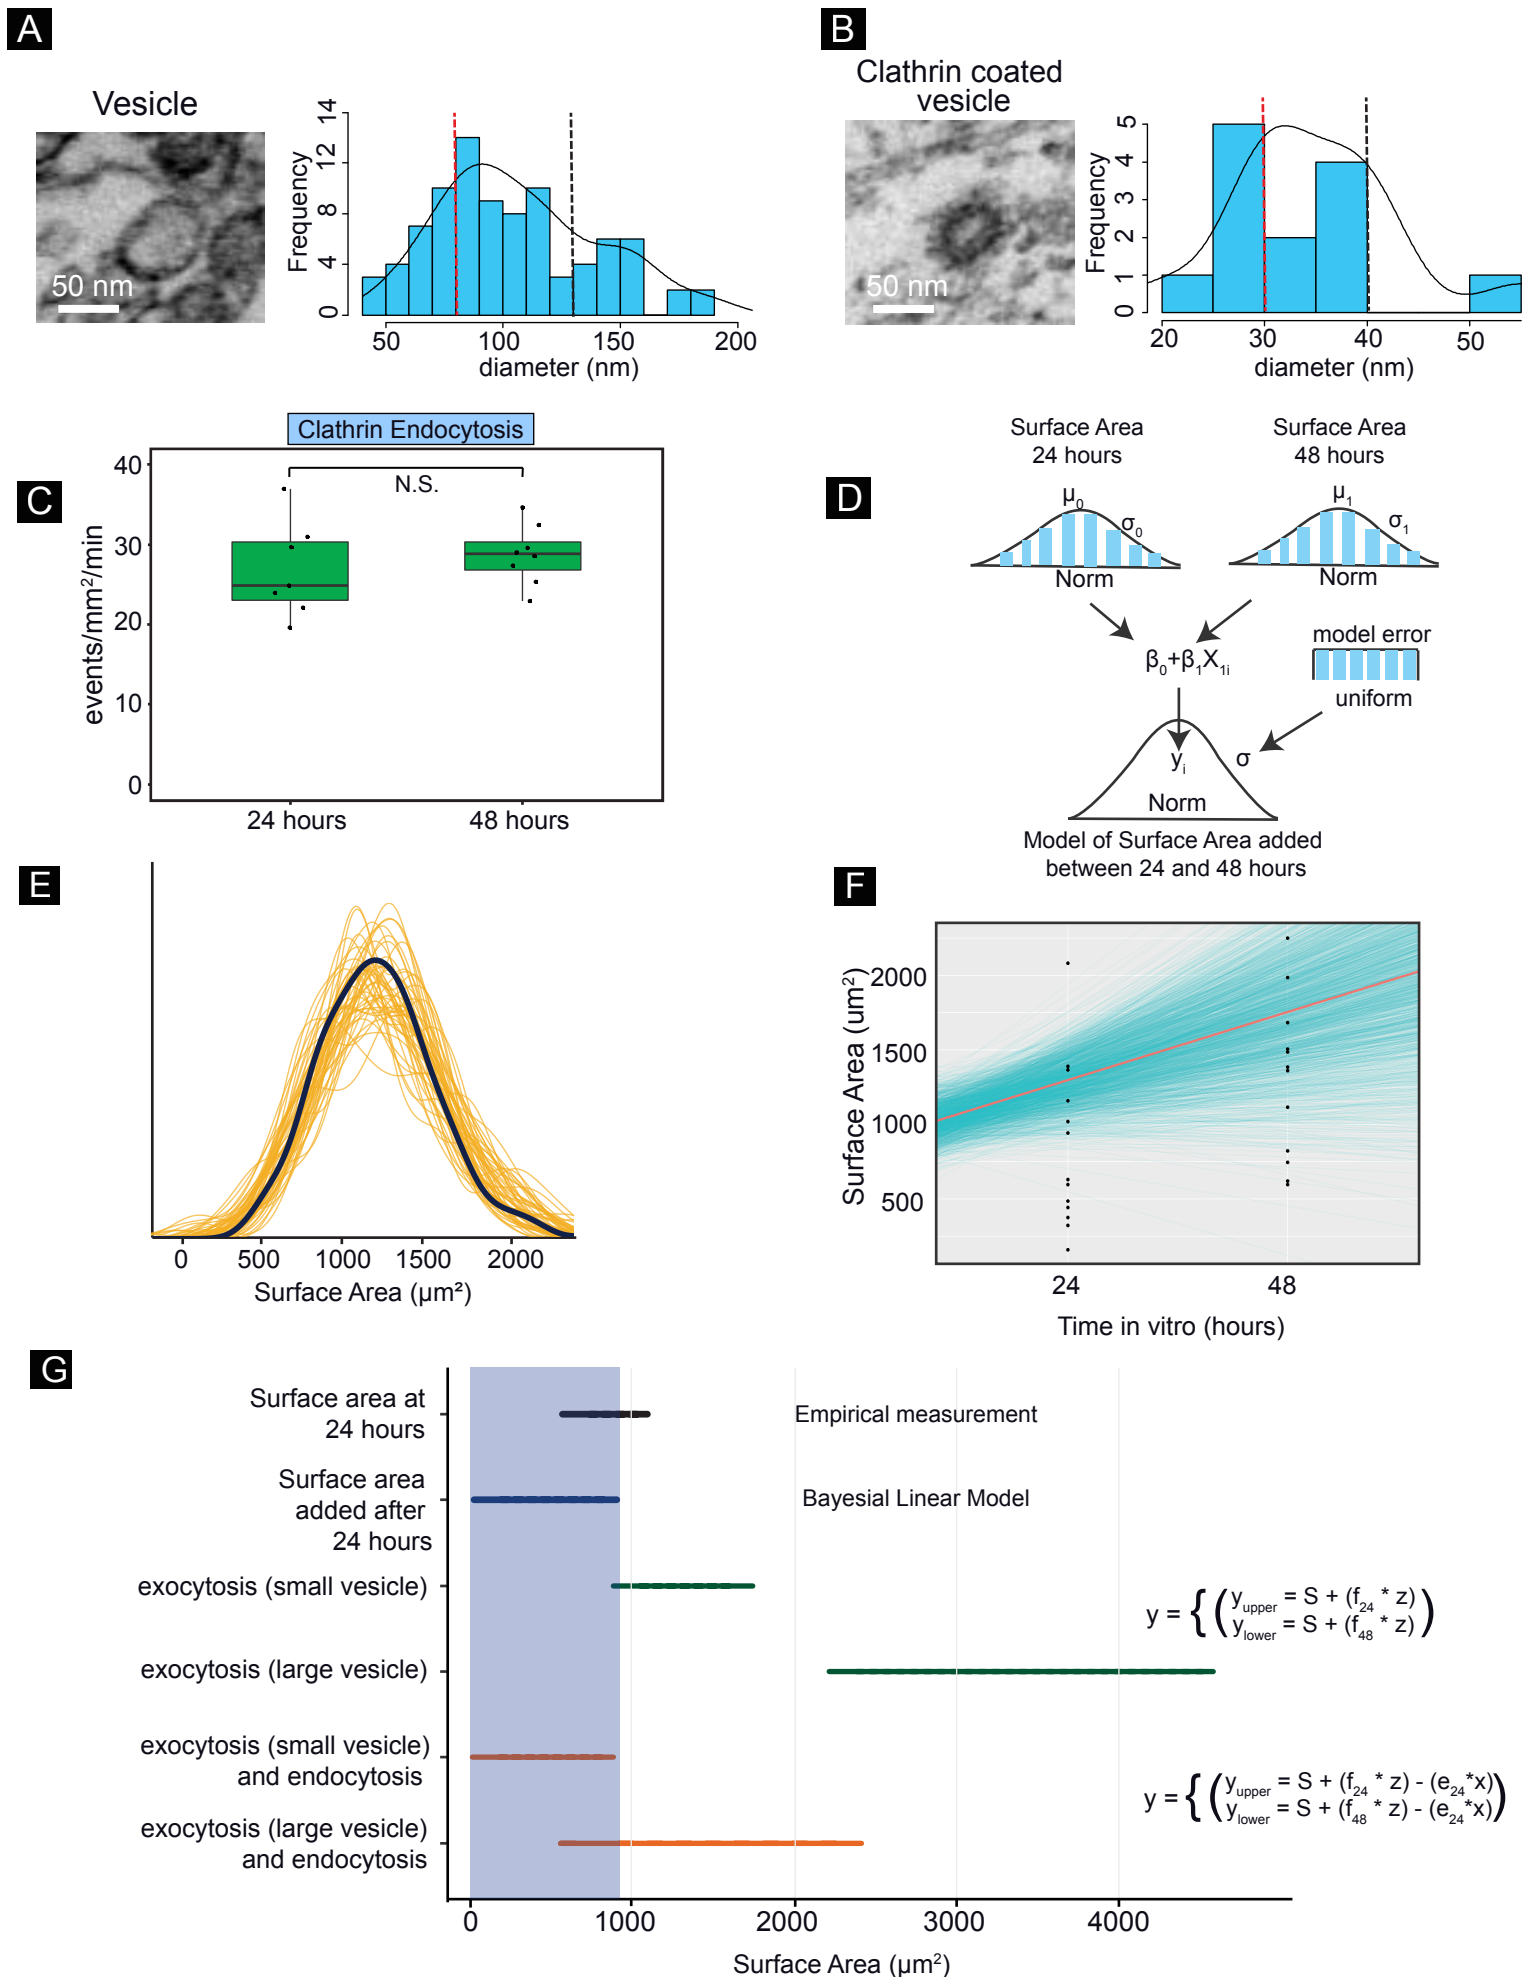 A
Vesicle
50 nm
Frequency
14
12
8
4
0
50
100
150
200
diameter (nm)
B
Clathrin coated
vesicle
50 nm
Frequency
5
4
3
2
1
0
20
30
40
50
diameter (nm)
C
Clathrin Endocytosis
N.S.
events/mm²/min
40
30
20
10
0
24 hours
48 hours
D
Surface Area
24 hours
Surface Area
48 hours
μ₀
σ₀
Norm
μ₁
σ₁
Norm
β₀+β₁X₁ᵢ
model error
uniform
yᵢ
σ
Norm
Model of Surface Area added
between 24 and 48 hours
E
0
500
1000
1500
2000
Surface Area (μm²)
F
Surface Area (um²)
2000
1500
1000
500
24
48
Time in vitro (hours)
G
Surface area at
24 hours
Empirical measurement
Surface area
added after
24 hours
Bayesial Linear Model
exocytosis (small vesicle)
exocytosis (large vesicle)
y = { ( y_upper = S + (f₂₄ * z)
y_lower = S + (f₄₈ * z) )
exocytosis (small vesicle)
and endocytosis
exocytosis (large vesicle)
and endocytosis
y = { ( y_upper = S + (f₂₄ * z) - (e₂₄*x)
y_lower = S + (f₄₈ * z) - (e₂₄*x) )
0
1000
2000
3000
4000
Surface Area (μm²)